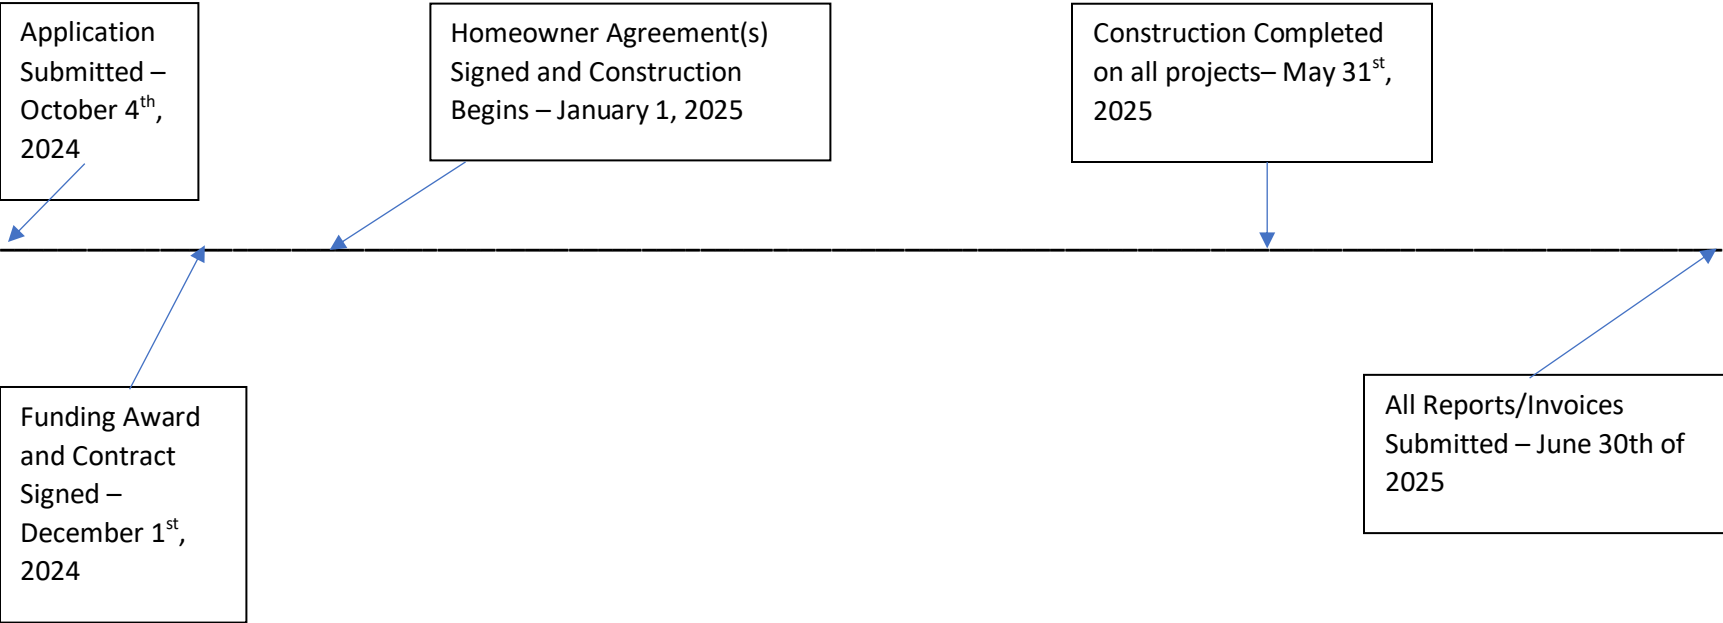 Application
Submitted –
October 4th,
2024
Homeowner Agreement(s)
Signed and Construction
Begins – January 1, 2025
Construction Completed
on all projects– May 31st,
2025
Funding Award
and Contract
Signed –
December 1st,
2024
All Reports/Invoices
Submitted – June 30th of
2025